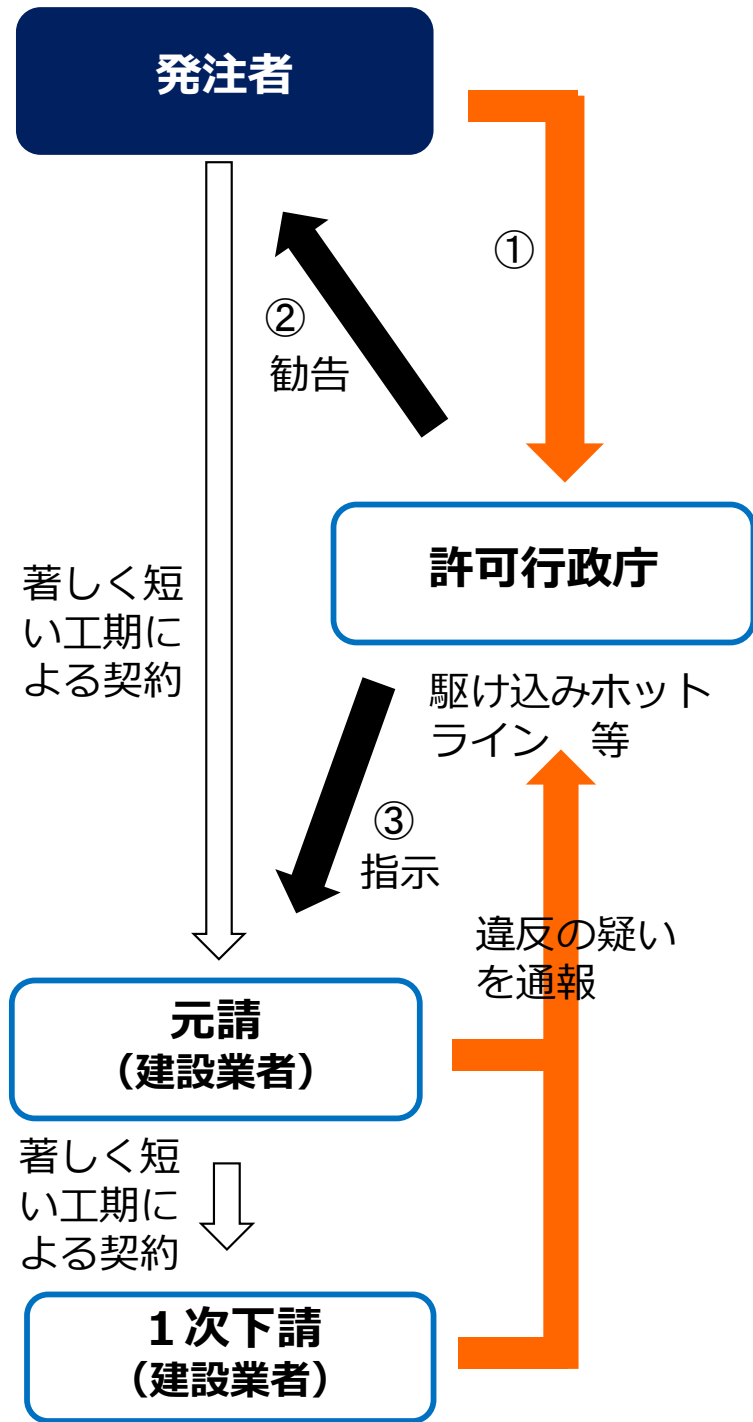 発注者
①
②
勧告
許可行政庁
著しく短
い工期に
よる契約
駆け込みホット
ライン　等
③
指示
違反の疑い
を通報
元請
（建設業者）
著しく短
い工期に
よる契約
１次下請
（建設業者）